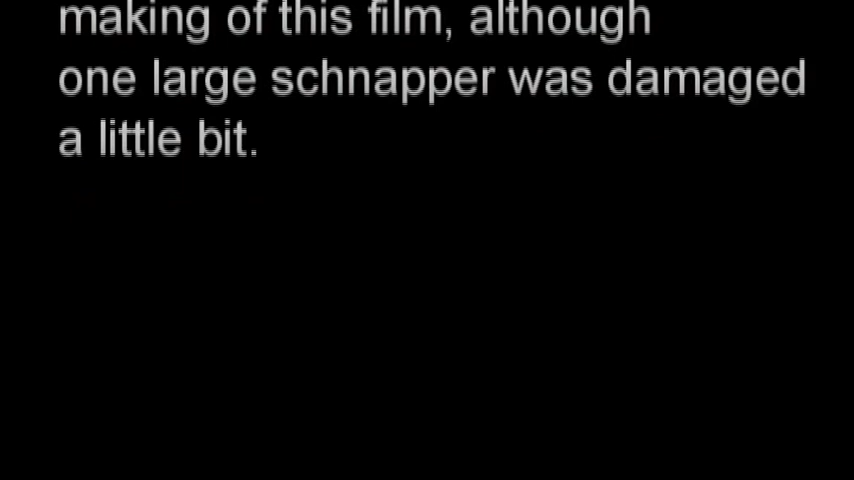 making of this film, although
one large schnapper was damaged
a little bit.